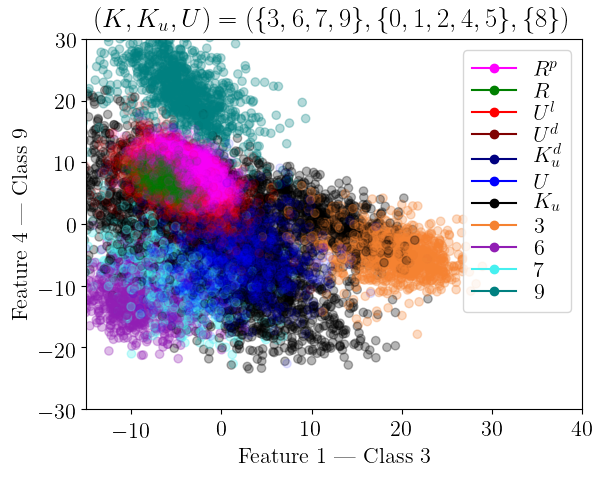 (K, K_u, U) = ({3, 6, 7, 9}, {0, 1, 2, 4, 5}, {8})
Feature 4 — Class 9
30
20
10
0
−10
−20
−30
−10
0
10
20
30
40
Feature 1 — Class 3
R^p
R
U^l
U^d
K_u^d
U
K_u
3
6
7
9